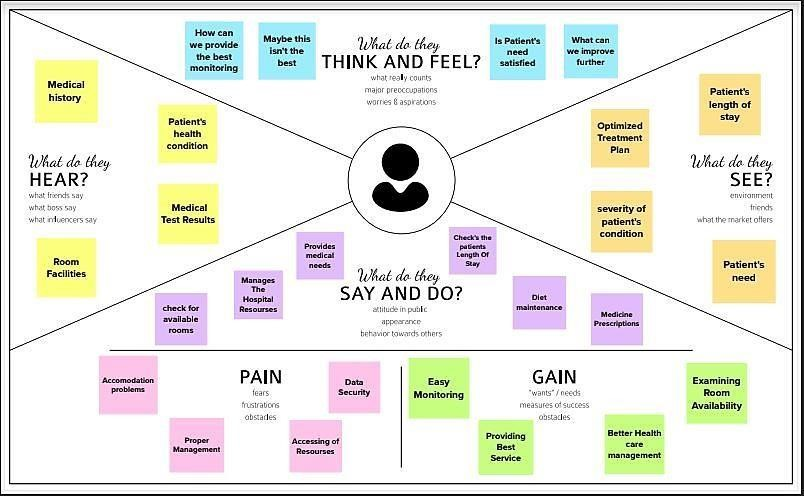 How can
we provide
the best
monitoring
Maybe this
isn't the
best
What do they
THINK AND FEEL?
what really counts
major preoccupations
worries & aspirations
Is Patient's
need
satisfied
What can
we improve
further
Medical
history
Patient's
health
condition
What do they
HEAR?
what friends say
what boss say
what influencers say
Medical
Test Results
Room
Facilities
Optimized
Treatment
Plan
Patient's
length of
stay
What do they
SEE?
environment
friends
what the market offers
severity of
patient's
condition
Patient's
need
Provides
medical
needs
Manages
The
Hospital
Resourses
check for
available
rooms
What do they
SAY AND DO?
attitude in public
appearance
behavior towards others
Check's the
patients
Length Of
Stay
Diet
maintenance
Medicine
Prescriptions
Accomodation
problems
PAIN
fears
frustrations
obstacles
Data
Security
Proper
Management
Accessing of
Resourses
Easy
Monitoring
GAIN
"wants" / needs
measures of success
obstacles
Examining
Room
Availability
Providing
Best
Service
Better Health
care
management